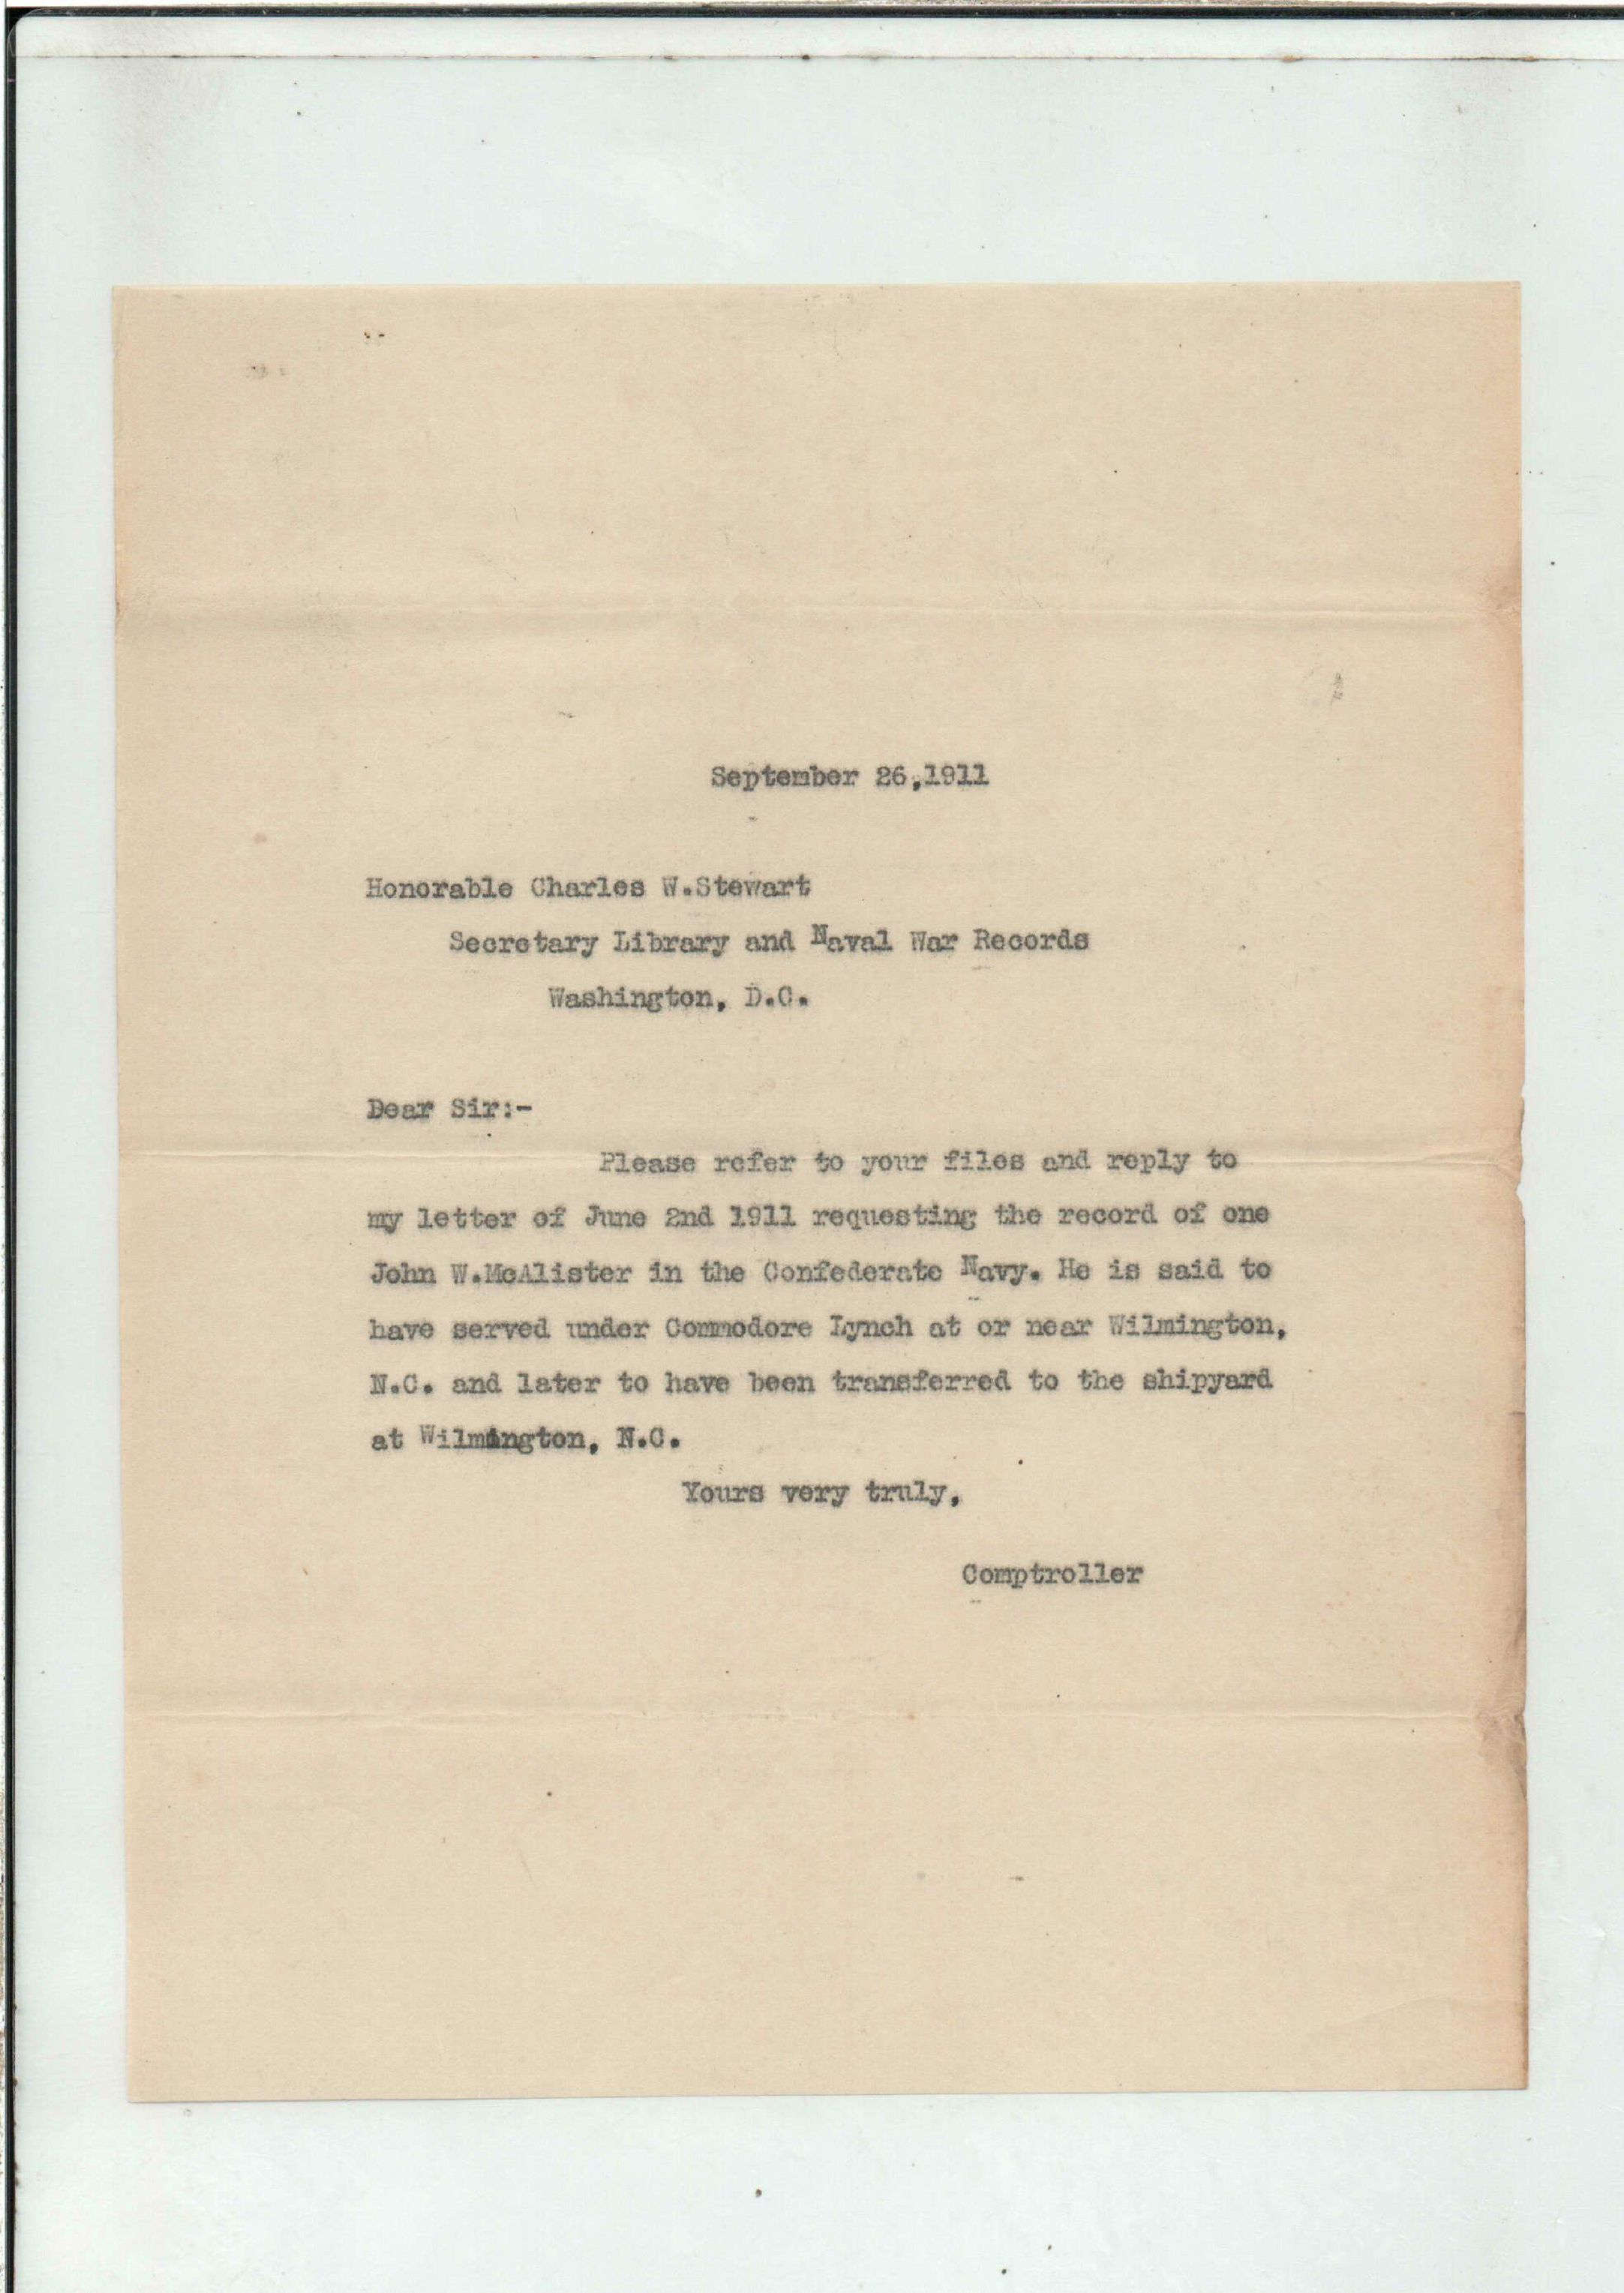 September 26,1911
Honorable Charles W.Stewart
Secretary Library and Naval War Records
Washington, D.C.
Dear Sir:-
Please refer to your files and reply to
my letter of June 2nd 1911 requesting the record of one
John W.McAlister in the Confederate Navy. He is said to
have served under Commodore Lynch at or near Wilmington,
N.C. and later to have been transferred to the shipyard
at Wilmington, N.C.
Yours very truly,
Comptroller